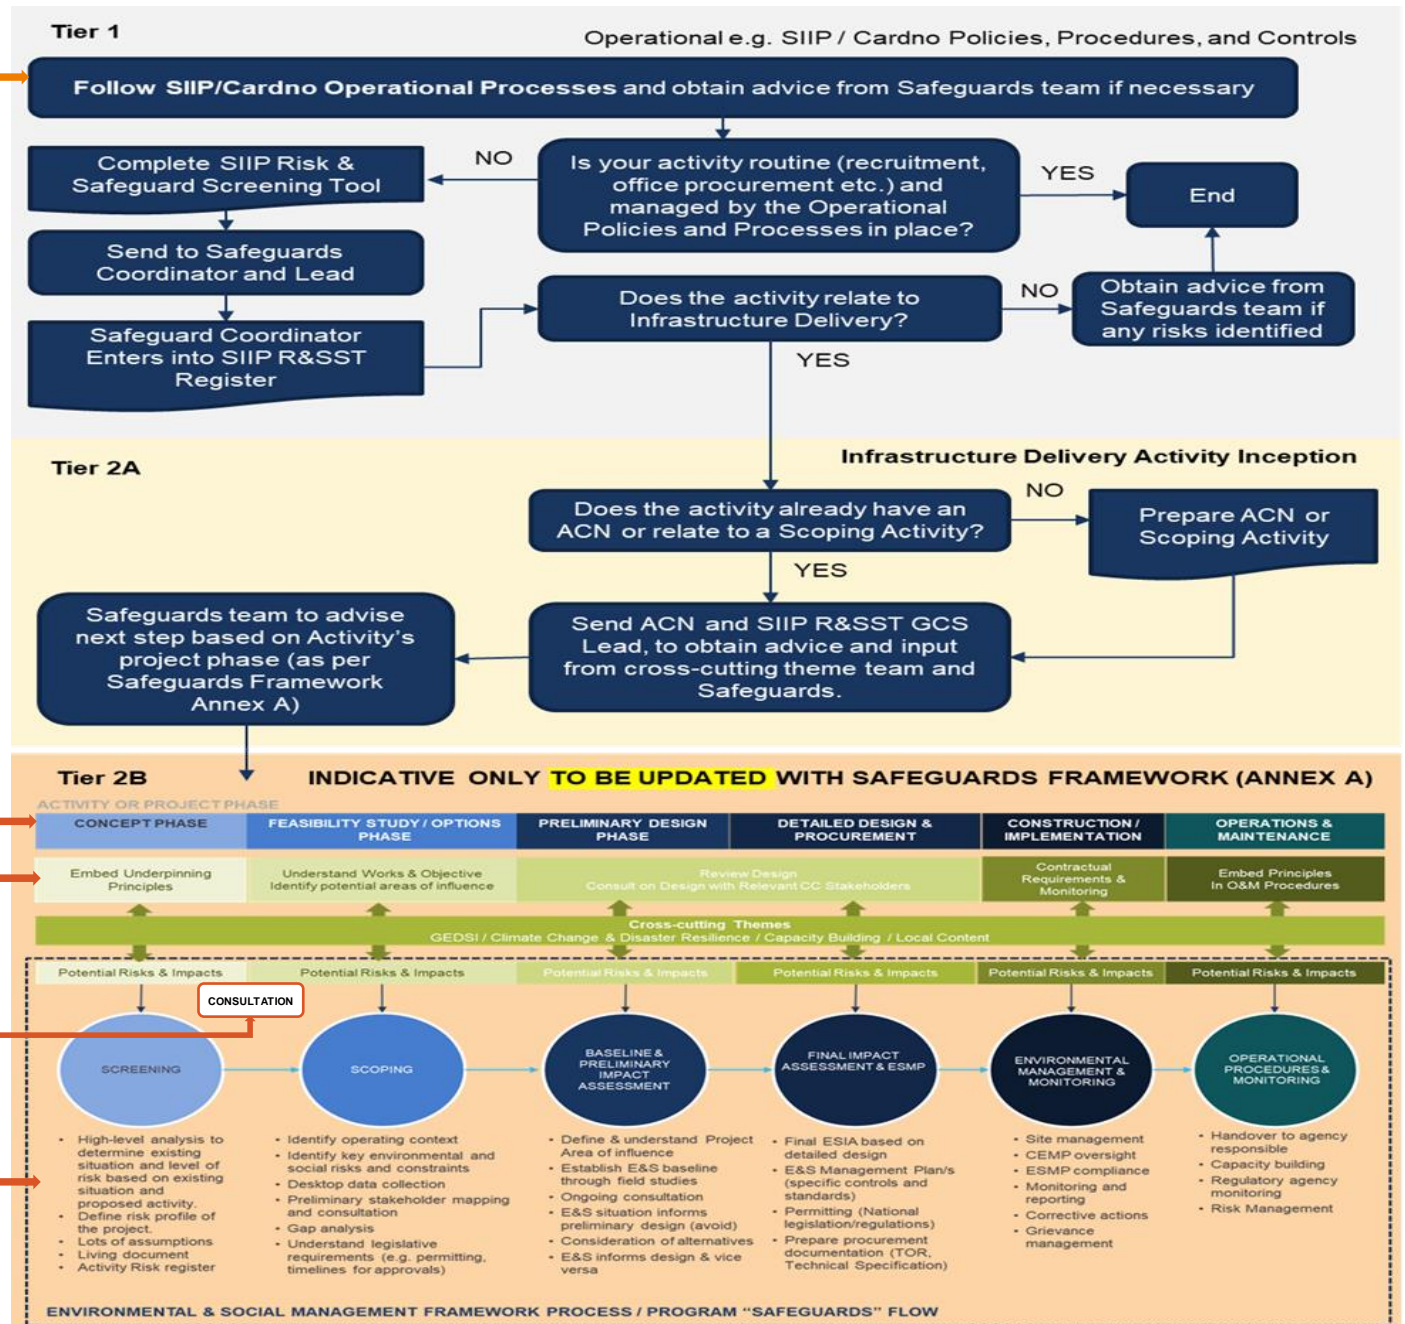 Tier 1
Operational e.g. SIIP / Cardno Policies, Procedures, and Controls
Follow SIIP/Cardno Operational Processes and obtain advice from Safeguards team if necessary
Complete SIIP Risk &
Safeguard Screening Tool
NO
Is your activity routine (recruitment,
office procurement etc.) and
managed by the Operational
Policies and Processes in place?
YES
End
Send to Safeguards
Coordinator and Lead
Safeguard Coordinator
Enters into SIIP R&SST
Register
Does the activity relate to
Infrastructure Delivery?
NO
Obtain advice from
Safeguards team if
any risks identified
YES
Tier 2A
Infrastructure Delivery Activity Inception
Does the activity already have an
ACN or relate to a Scoping Activity?
NO
Prepare ACN or
Scoping Activity
YES
Send ACN and SIIP R&SST GCS
Lead, to obtain advice and input
from cross-cutting theme team and
Safeguards.
Safeguards team to advise
next step based on Activity's
project phase (as per
Safeguards Framework
Annex A)
Tier 2B
INDICATIVE ONLY TO BE UPDATED WITH SAFEGUARDS FRAMEWORK (ANNEX A)
ACTIVITY OR PROJECT PHASE
CONCEPT PHASE
FEASIBILITY STUDY / OPTIONS
PHASE
PRELIMINARY DESIGN
PHASE
DETAILED DESIGN &
PROCUREMENT
CONSTRUCTION /
IMPLEMENTATION
OPERATIONS &
MAINTENANCE
Embed Underpinning
Principles
Understand Works & Objective
Identify potential areas of influence
Review Design
Consult on Design with Relevant CC Stakeholders
Contractual
Requirements &
Monitoring
Embed Principles
In O&M Procedures
Cross-cutting Themes
GEDSI / Climate Change & Disaster Resilience / Capacity Building / Local Content
Potential Risks & Impacts
Potential Risks & Impacts
Potential Risks & Impacts
Potential Risks & Impacts
Potential Risks & Impacts
Potential Risks & Impacts
CONSULTATION
SCREENING
SCOPING
BASELINE &
PRELIMINARY
IMPACT
ASSESSMENT
FINAL IMPACT
ASSESSMENT & ESMP
ENVIRONMENTAL
MANAGEMENT &
MONITORING
OPERATIONAL
PROCEDURES &
MONITORING
• High-level analysis to
determine existing
situation and level of
risk based on existing
situation and
proposed activity.
• Define risk profile of
the project.
• Lots of assumptions
• Living document
• Activity Risk register
• Identify operating context
• Identify key environmental and
social risks and constraints
• Desktop data collection
• Preliminary stakeholder mapping
and consultation
• Gap analysis
• Understand legislative
requirements (e.g. permitting,
timelines for approvals)
• Define & understand Project
Area of influence
• Establish E&S baseline
through field studies
• Ongoing consultation
• E&S situation informs
preliminary design (avoid)
• Consideration of alternatives
• E&S informs design & vice
versa
• Final ESIA based on
detailed design
• E&S Management Plan/s
(specific controls and
standards)
• Permitting (National
legislation/regulations)
• Prepare procurement
documentation (TOR,
Technical Specification)
• Site management
• CEMP oversight
• ESMP compliance
• Monitoring and
reporting
• Corrective actions
• Grievance
management
• Handover to agency
responsible
• Capacity building
• Regulatory agency
monitoring
• Risk Management
ENVIRONMENTAL & SOCIAL MANAGEMENT FRAMEWORK PROCESS / PROGRAM "SAFEGUARDS" FLOW